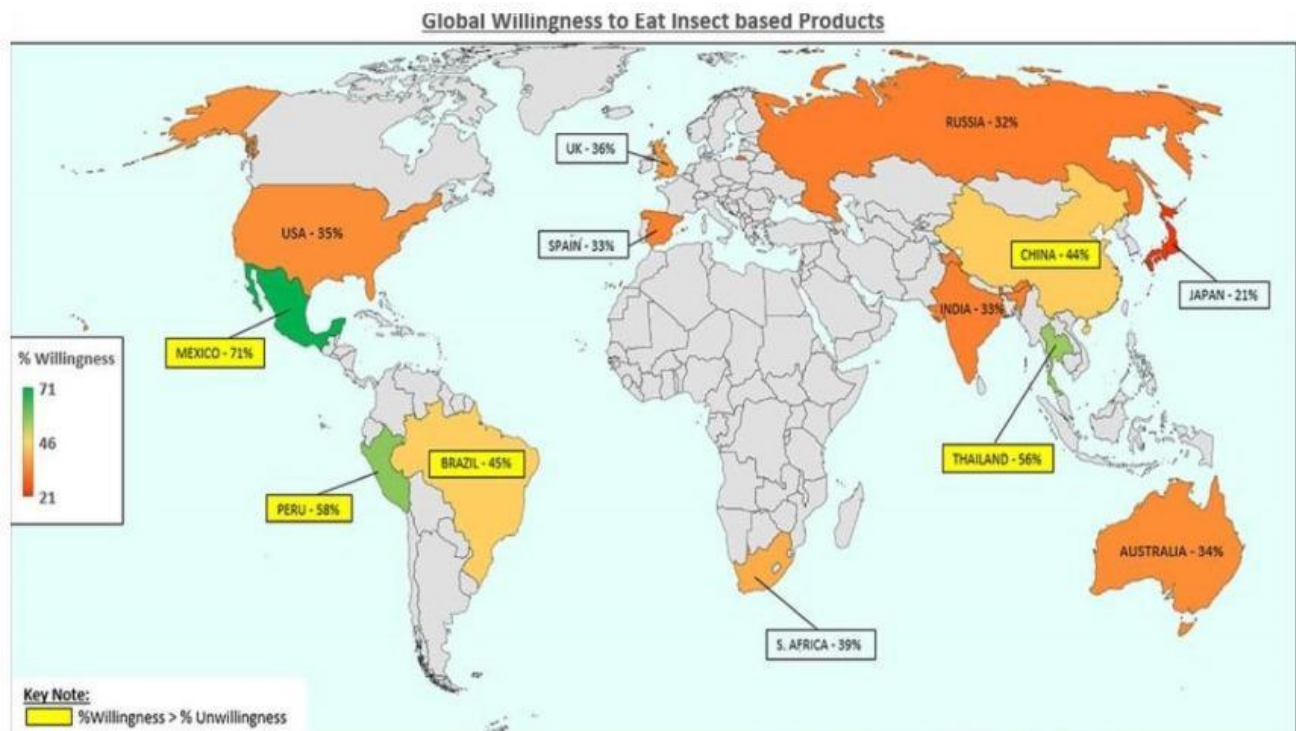 Global Willingness to Eat Insect based Products
RUSSIA - 32%
UK - 36%
USA - 35%
SPAIN - 33%
CHINA - 44%
JAPAN - 21%
INDIA - 33%
MEXICO - 71%
% Willingness
71
46
21
BRAZIL - 45%
THAILAND - 56%
PERU - 58%
AUSTRALIA - 34%
S. AFRICA - 39%
Key Note:
%Willingness > % Unwillingness